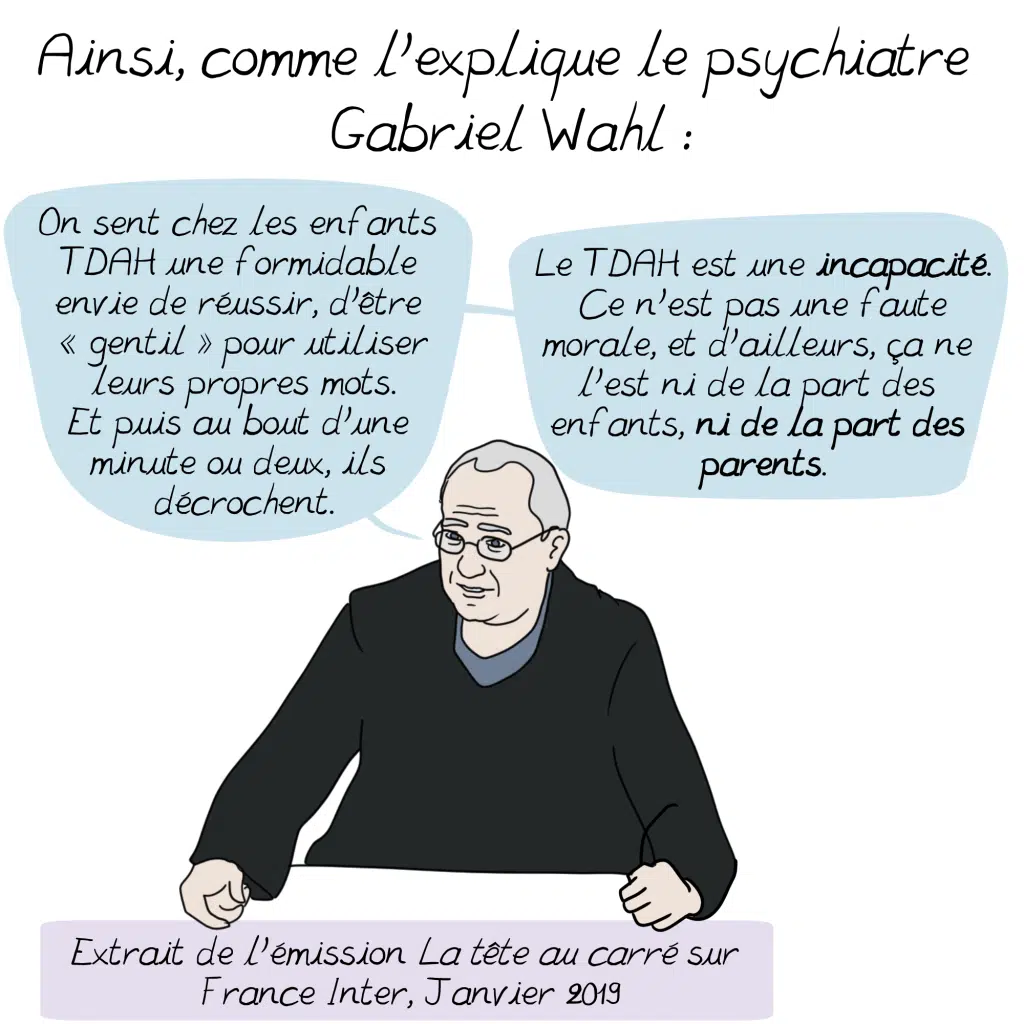 Ainsi, comme l'explique le psychiatre
Gabriel Wahl :
On sent chez les enfants
TDAH une formidable
envie de réussir, d'être
« gentil » pour utiliser
leurs propres mots.
Et puis au bout d'une
minute ou deux, ils
décrochent.
Le TDAH est une incapacité.
Ce n'est pas une faute
morale, et d'ailleurs, ça ne
l'est ni de la part des
enfants, ni de la part des
parents.
Extrait de l'émission La tête au carré sur
France Inter, Janvier 2019